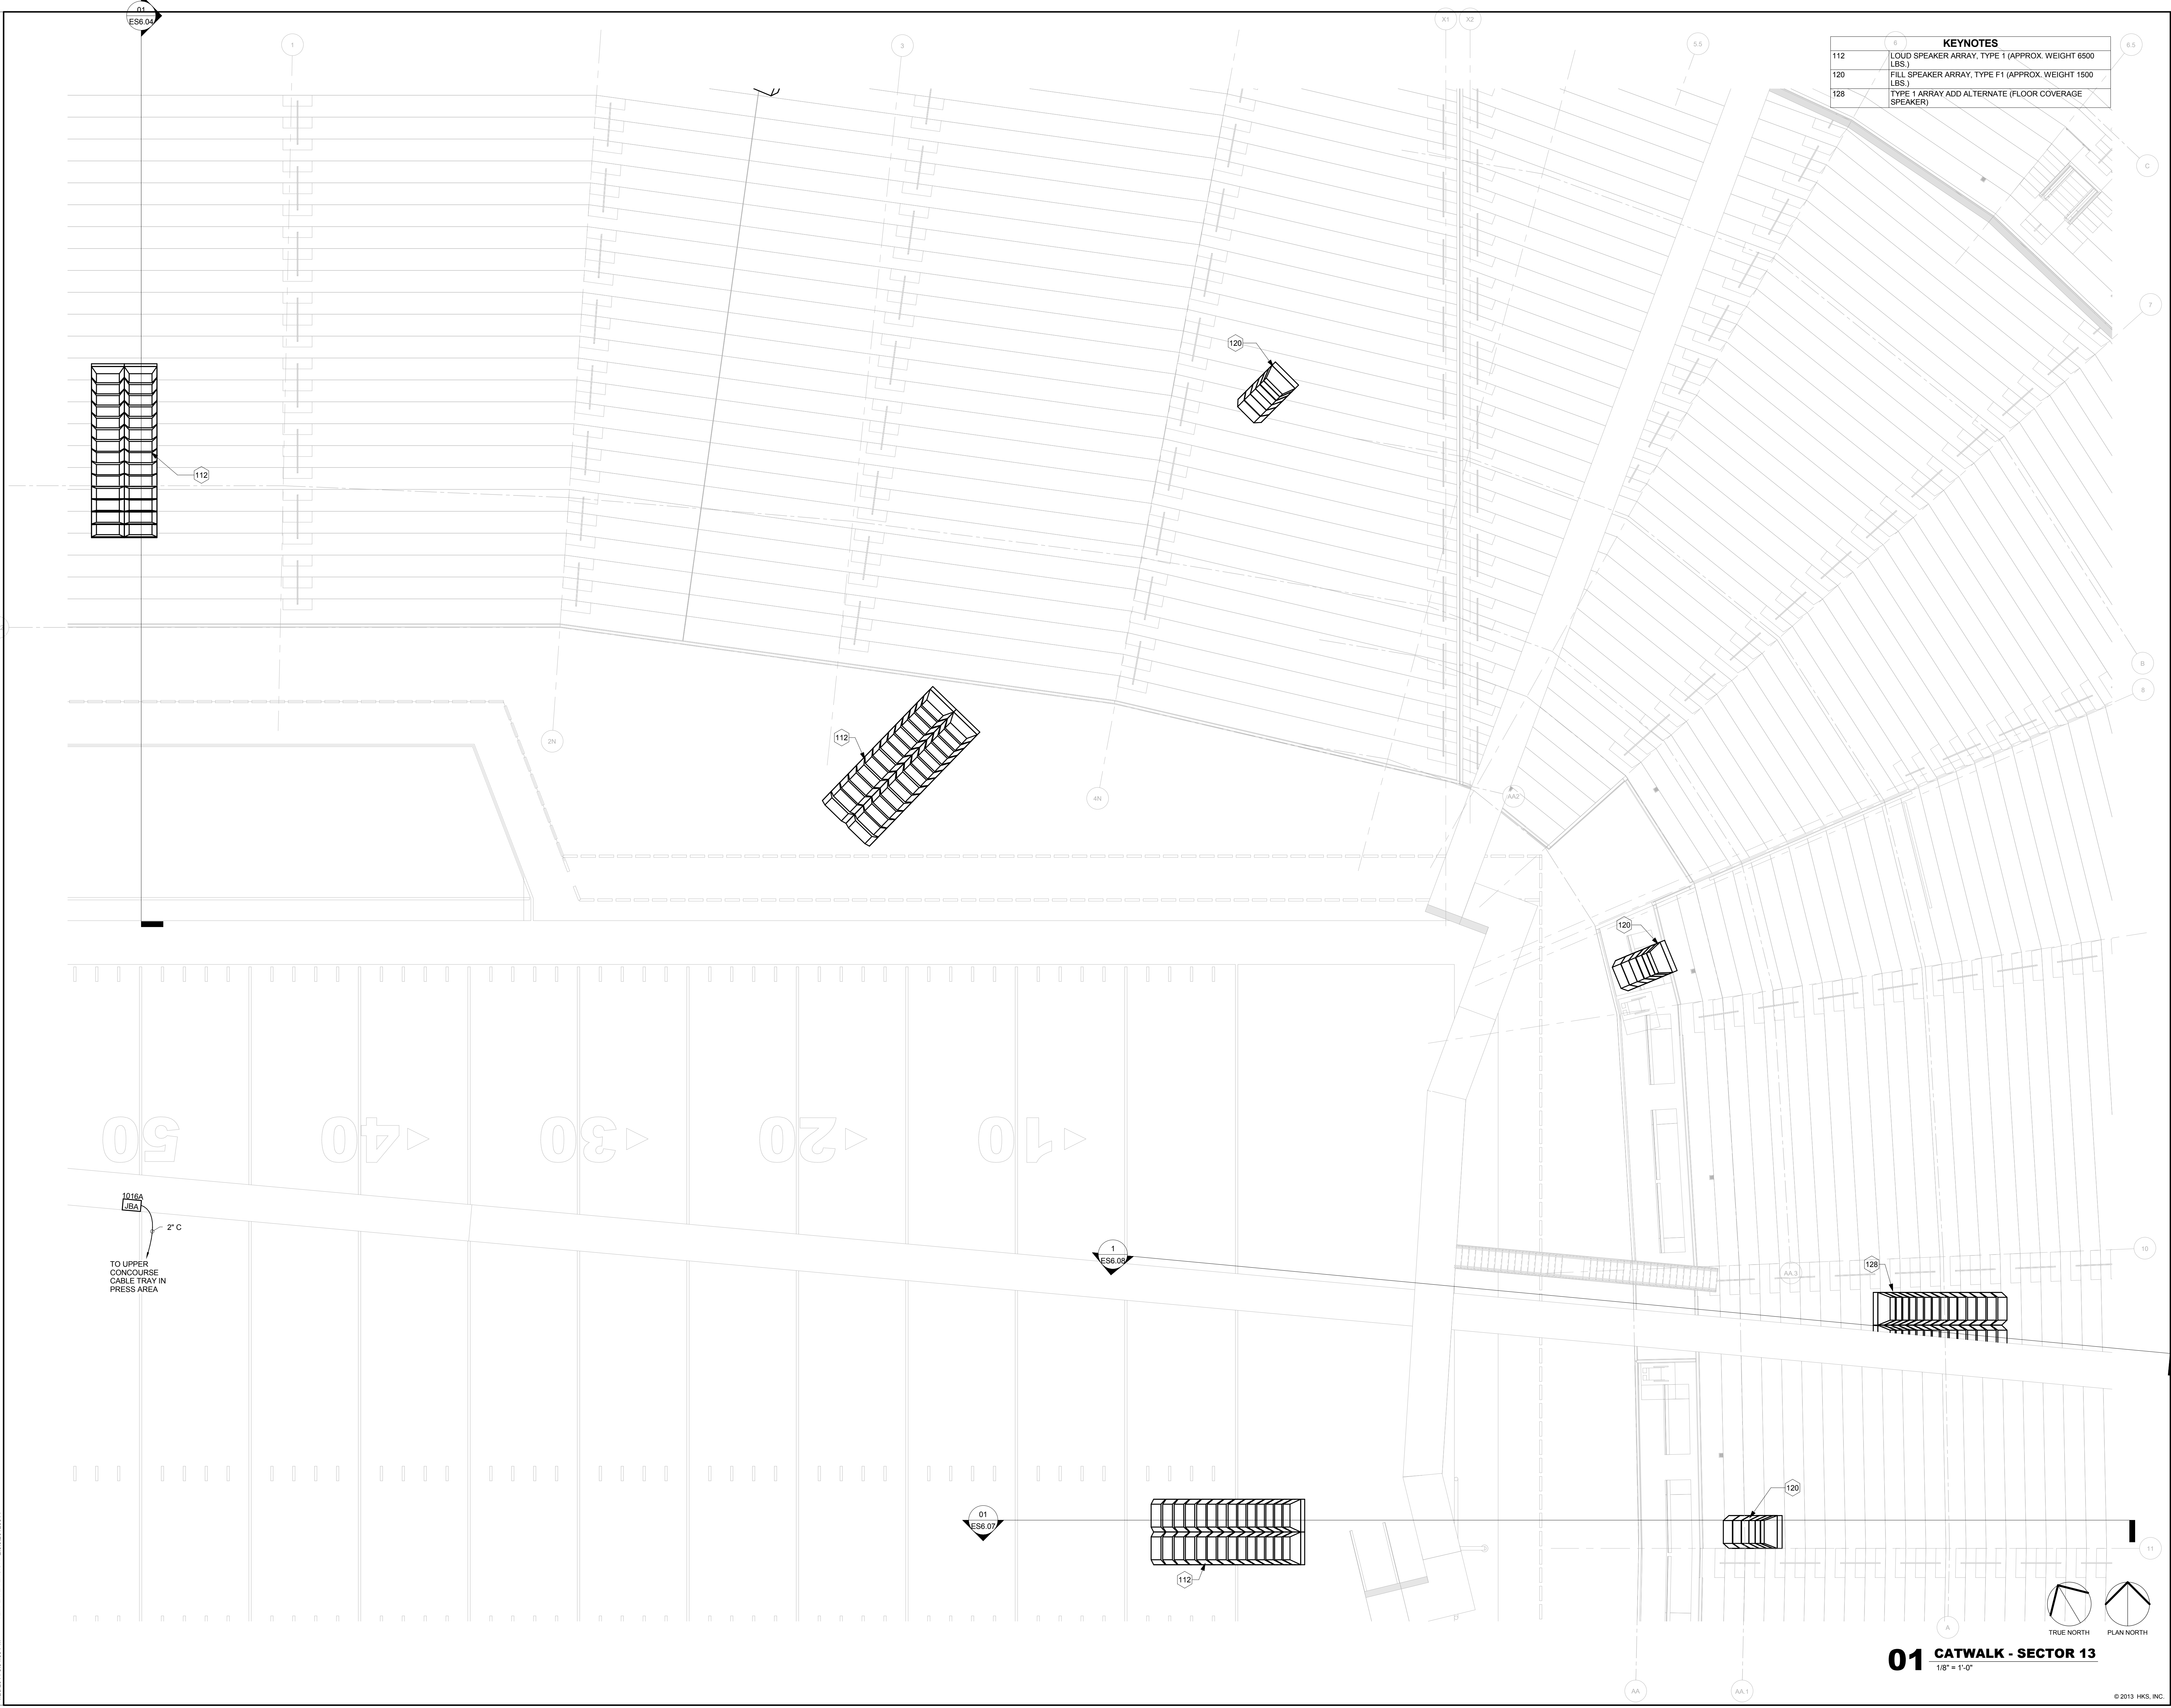 01
ES6.04
1
3
X1
X2
5.5
6
6.5
KEYNOTES
112 LOUD SPEAKER ARRAY, TYPE 1 (APPROX. WEIGHT 6500
LBS.)
120 FILL SPEAKER ARRAY, TYPE F1 (APPROX. WEIGHT 1500
LBS.)
128 TYPE 1 ARRAY ADD ALTERNATE (FLOOR COVERAGE
SPEAKER)
C
7
120
112
B
8
2N
112
4N
AA2
120
50
40
30
20
10
1016A
JBA
2" C
TO UPPER
CONCOURSE
CABLE TRAY IN
PRESS AREA
1
ES6.08
10
128
AA.3
120
01
ES6.07
11
112
TRUE NORTH
PLAN NORTH
A
01 CATWALK - SECTOR 13
1/8" = 1'-0"
AA
AA.1
© 2013 HKS, INC.